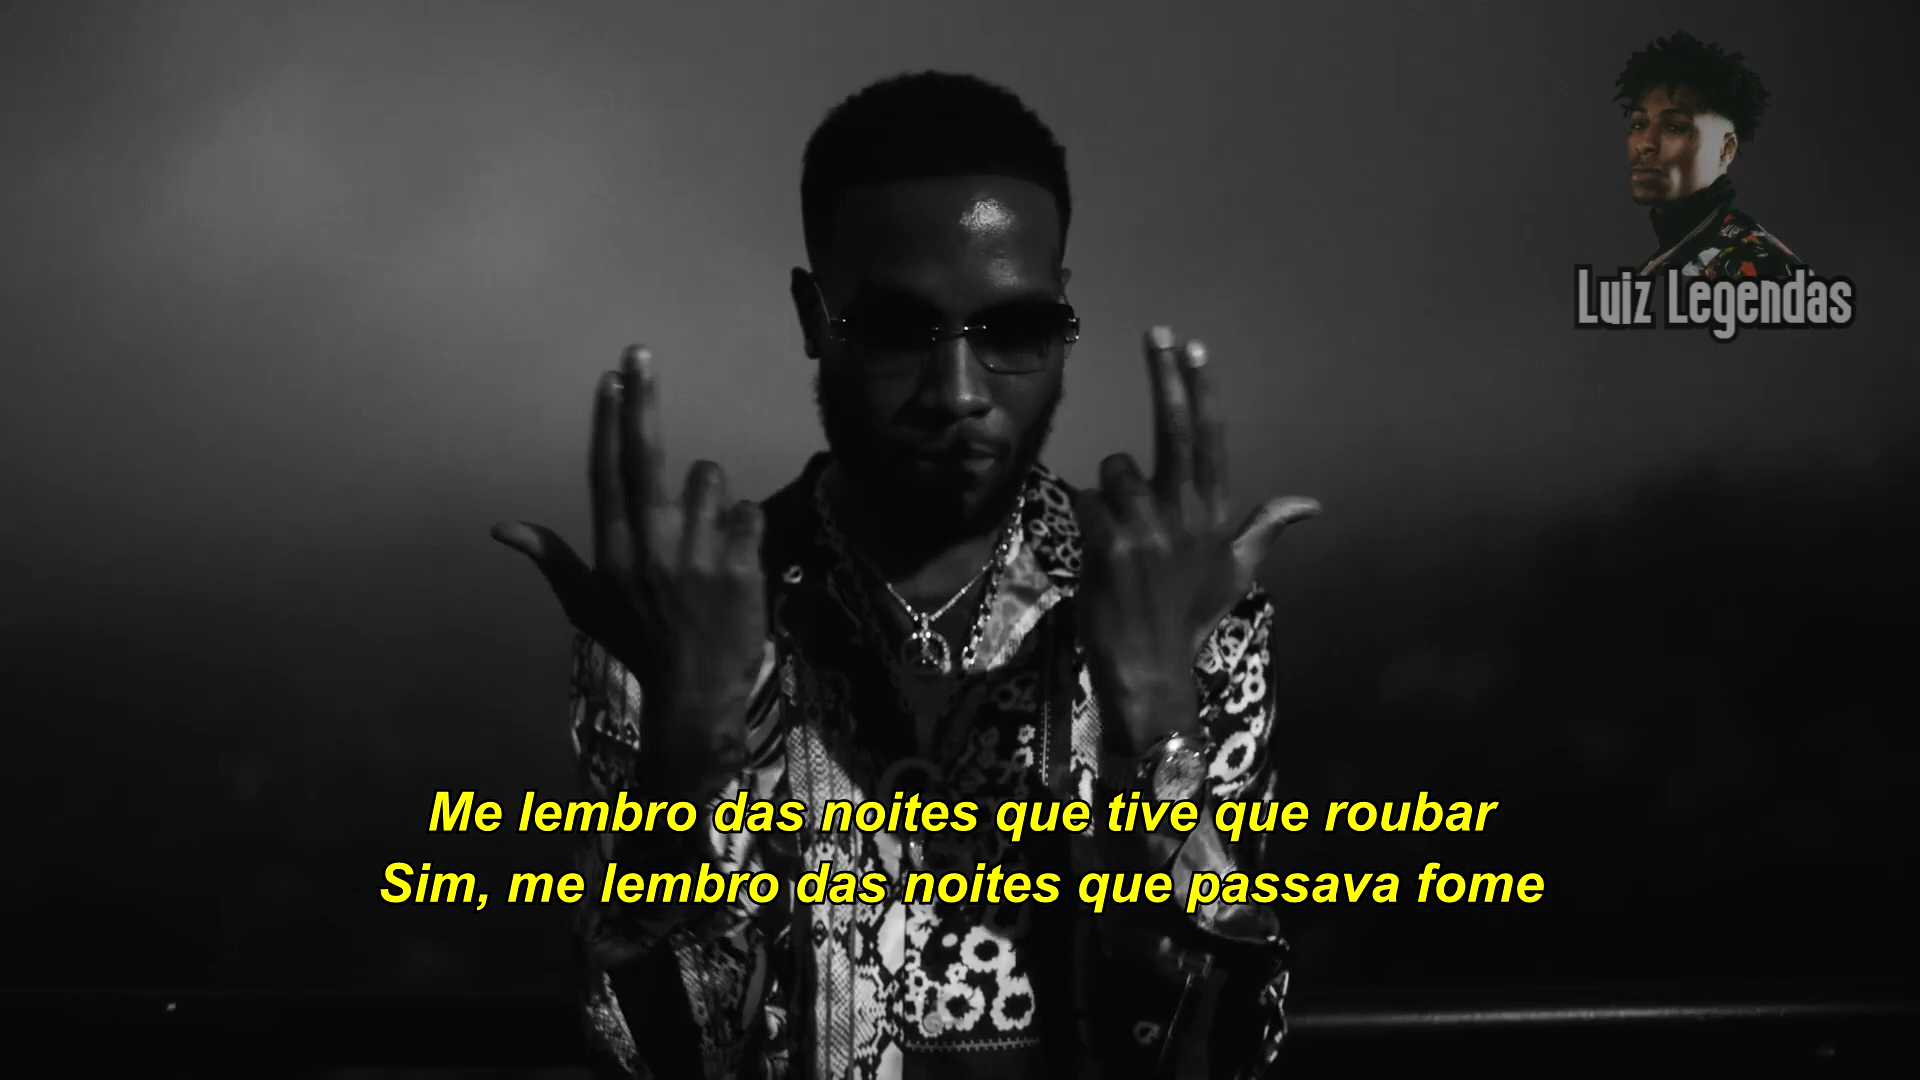 Luiz Legendas
Me lembro das noites que tive que roubar
Sim, me lembro das noites que passava fome